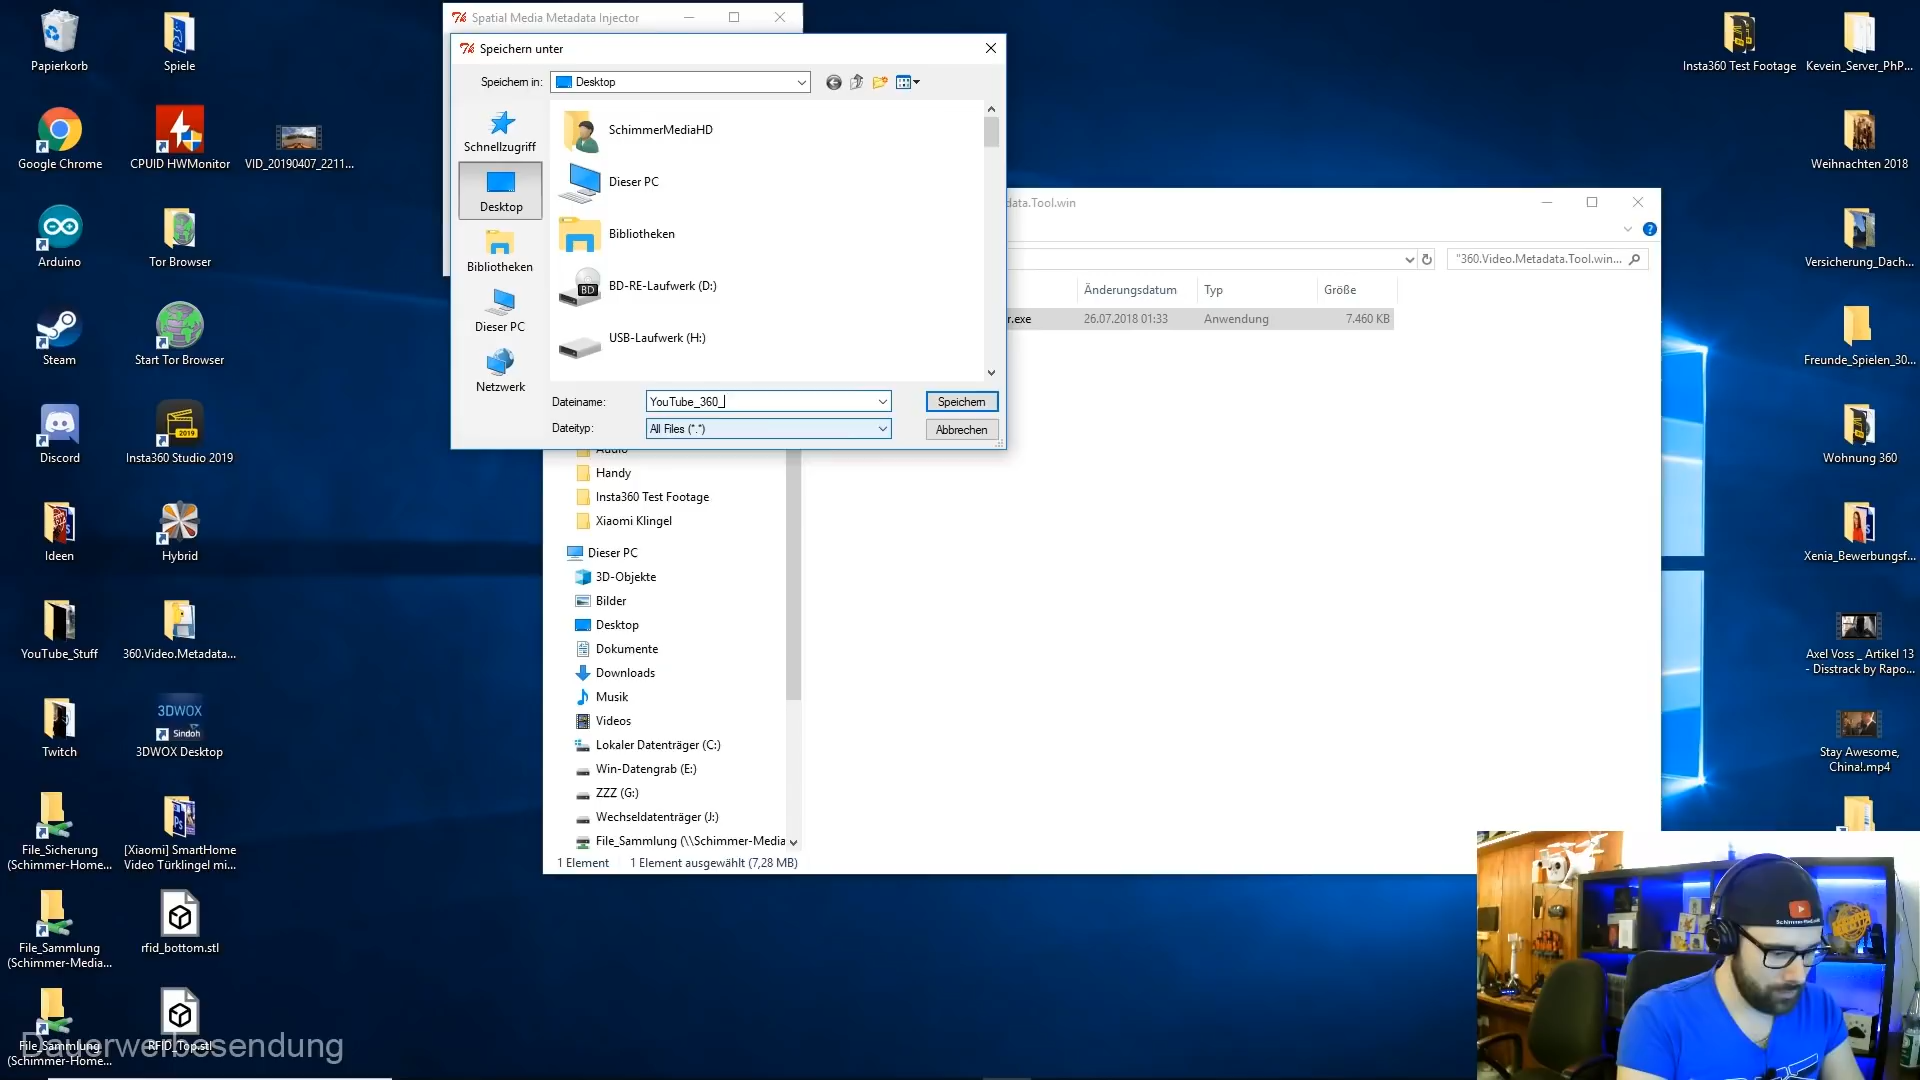 Spatial Media Metadata Injector
Speichern unter
Speichern in:
Desktop
Schnellzugriff
Desktop
Bibliotheken
Dieser PC
Netzwerk
SchimmerMediaHD
Dieser PC
Bibliotheken
BD
BD-RE-Laufwerk (D:)
USB-Laufwerk (H:)
Dateiname:
YouTube_360_
Speichern
Dateityp:
All Files (*.*)
Abbrechen
data.Tool.win
"360.Video.Metadata.Tool.win...
Änderungsdatum
Typ
Größe
r.exe
26.07.2018 01:33
Anwendung
7.460 KB
Audio
Handy
Insta360 Test Footage
Xiaomi Klingel
Dieser PC
3D-Objekte
Bilder
Desktop
Dokumente
Downloads
Musik
Videos
Lokaler Datenträger (C:)
Win-Datengrab (E:)
ZZZ (G:)
Wechseldatenträger (J:)
File_Sammlung (\\Schimmer-Media
1 Element
1 Element ausgewählt (7,28 MB)
Papierkorb
Spiele
Google Chrome
CPUID HWMonitor
VID_20190407_2211...
Arduino
Tor Browser
Steam
Start Tor Browser
Discord
2019
Insta360 Studio 2019
Ideen
Hybrid
YouTube_Stuff
360.Video.Metadata...
Twitch
3DWOX
Sindoh
3DWOX Desktop
File_Sicherung
(Schimmer-Home...
[Xiaomi] SmartHome
Video Türklingel mi...
File_Sammlung
(Schimmer-Media...
rfid_bottom.stl
File_Sammlung
(Schimmer-Home...
RFID_Top.stl
Dauerwerbesendung
Insta360 Test Footage
Kevein_Server_PhP...
Weihnachten 2018
Versicherung_Dach...
Freunde_Spielen_30...
Wohnung 360
Xenia_Bewerbungsf...
Axel Voss _ Artikel 13
- Disstrack by Rapo...
Stay Awesome,
China!.mp4